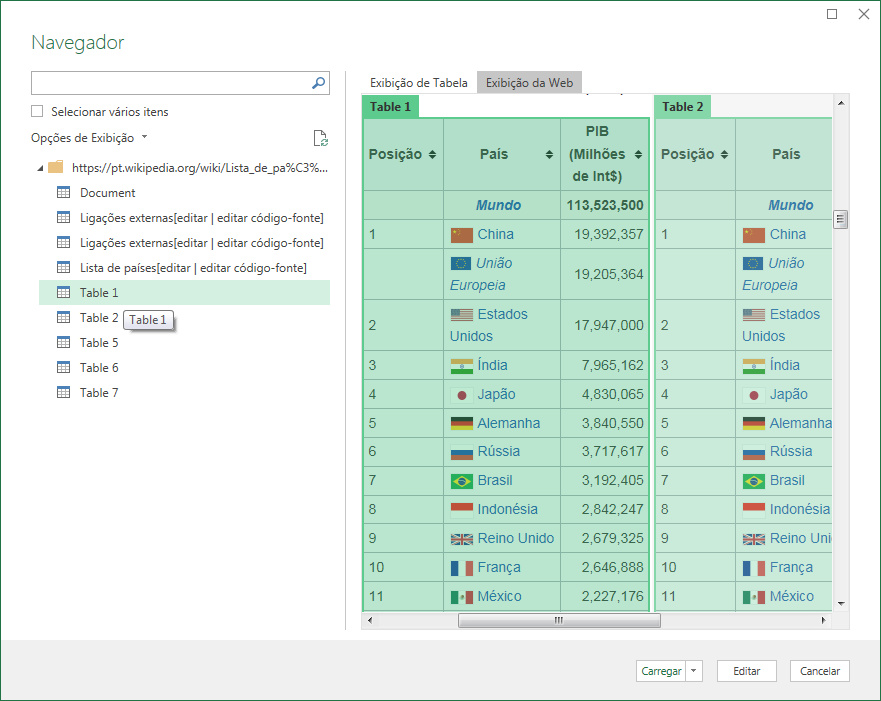 Navegador
Selecionar vários itens
Opções de Exibição
https://pt.wikipedia.org/wiki/Lista_de_pa%C3%...
Document
Ligações externas[editar | editar código-fonte]
Ligações externas[editar | editar código-fonte]
Lista de países[editar | editar código-fonte]
Table 1
Table 2
Table 1
Table 5
Table 6
Table 7
Exibição de Tabela Exibição da Web
Table 1
Posição País PIB
(Milhões
de Int$)
Mundo 113,523,500
1 China 19,392,357
União
Europeia 19,205,364
2 Estados
Unidos 17,947,000
3 Índia 7,965,162
4 Japão 4,830,065
5 Alemanha 3,840,550
6 Rússia 3,717,617
7 Brasil 3,192,405
8 Indonésia 2,842,247
9 Reino Unido 2,679,325
10 França 2,646,888
11 México 2,227,176
Table 2
Posição País
Mundo
1 China
União
Europeia
2 Estados
Unidos
3 Índia
4 Japão
5 Alemanha
6 Rússia
7 Brasil
8 Indonésia
9 Reino Uni
10 França
11 México
Carregar Editar Cancelar